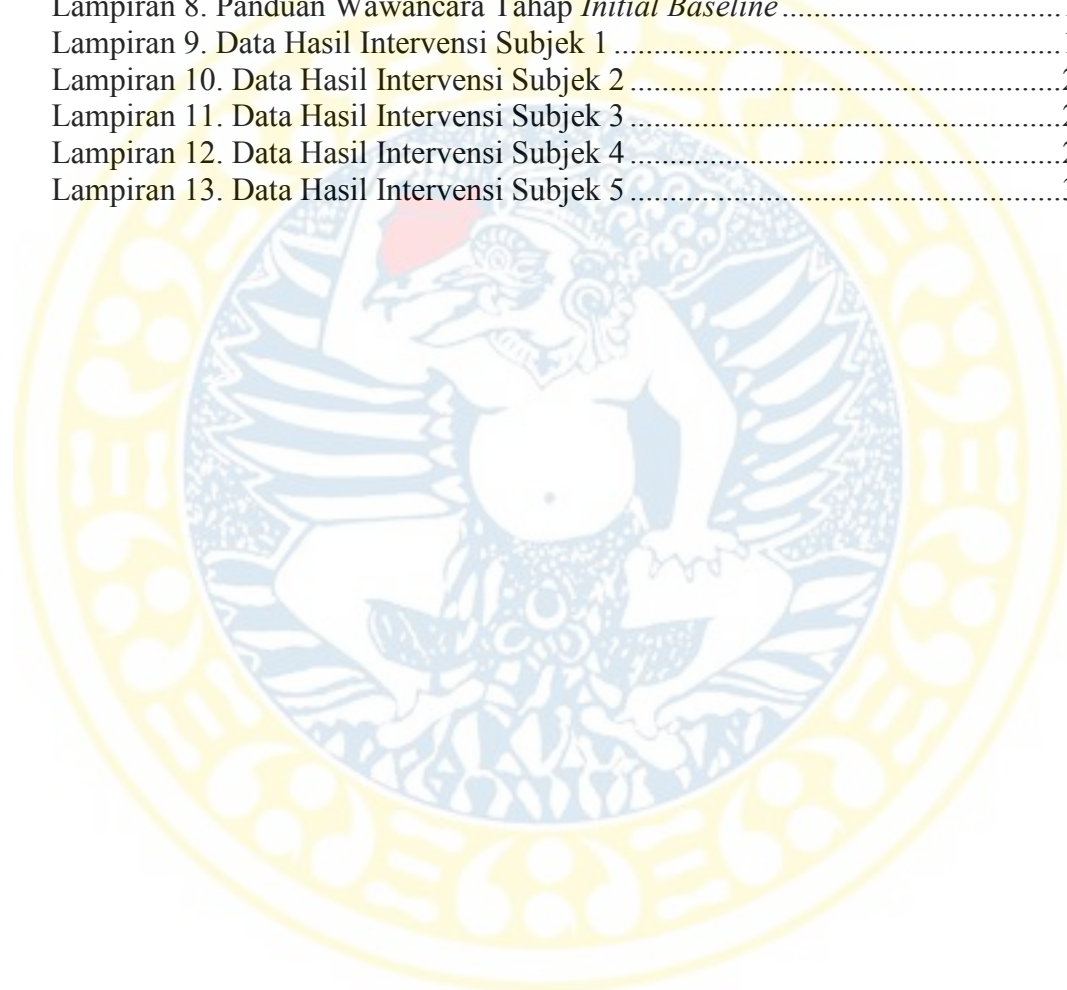 Lampiran 8. Panduan Wawancara Tahap Initial Baseline ........................................
Lampiran 9. Data Hasil Intervensi Subjek 1 ................................................................
Lampiran 10. Data Hasil Intervensi Subjek 2 ..............................................................
Lampiran 11. Data Hasil Intervensi Subjek 3 ..............................................................
Lampiran 12. Data Hasil Intervensi Subjek 4 ..............................................................
Lampiran 13. Data Hasil Intervensi Subjek 5 ..............................................................